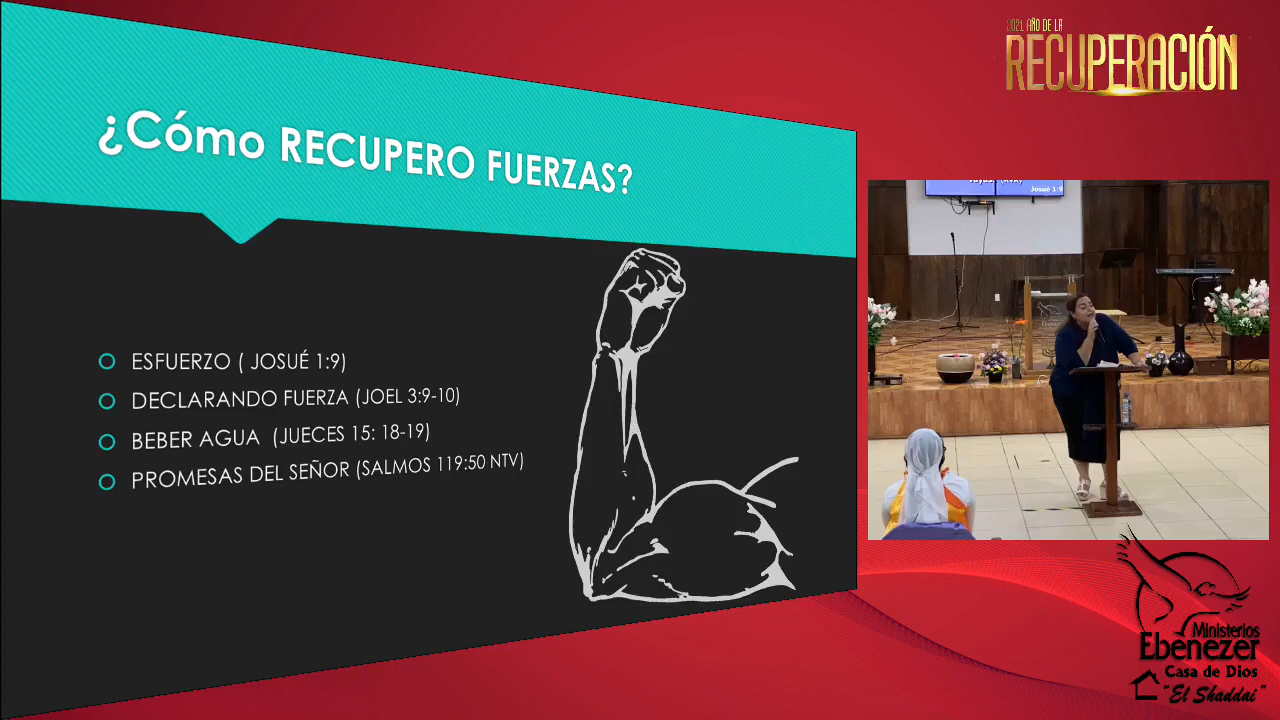 2021 AÑO DE LA
RECUPERACIÓN
¿Cómo RECUPERO FUERZAS?
ESFUERZO ( JOSUÉ 1:9)
DECLARANDO FUERZA (JOEL 3:9-10)
BEBER AGUA (JUECES 15: 18-19)
PROMESAS DEL SEÑOR (SALMOS 119:50 NTV)
Josué 1:9
Ministerios
Ebenezer
Casa de Dios
"El Shaddai"